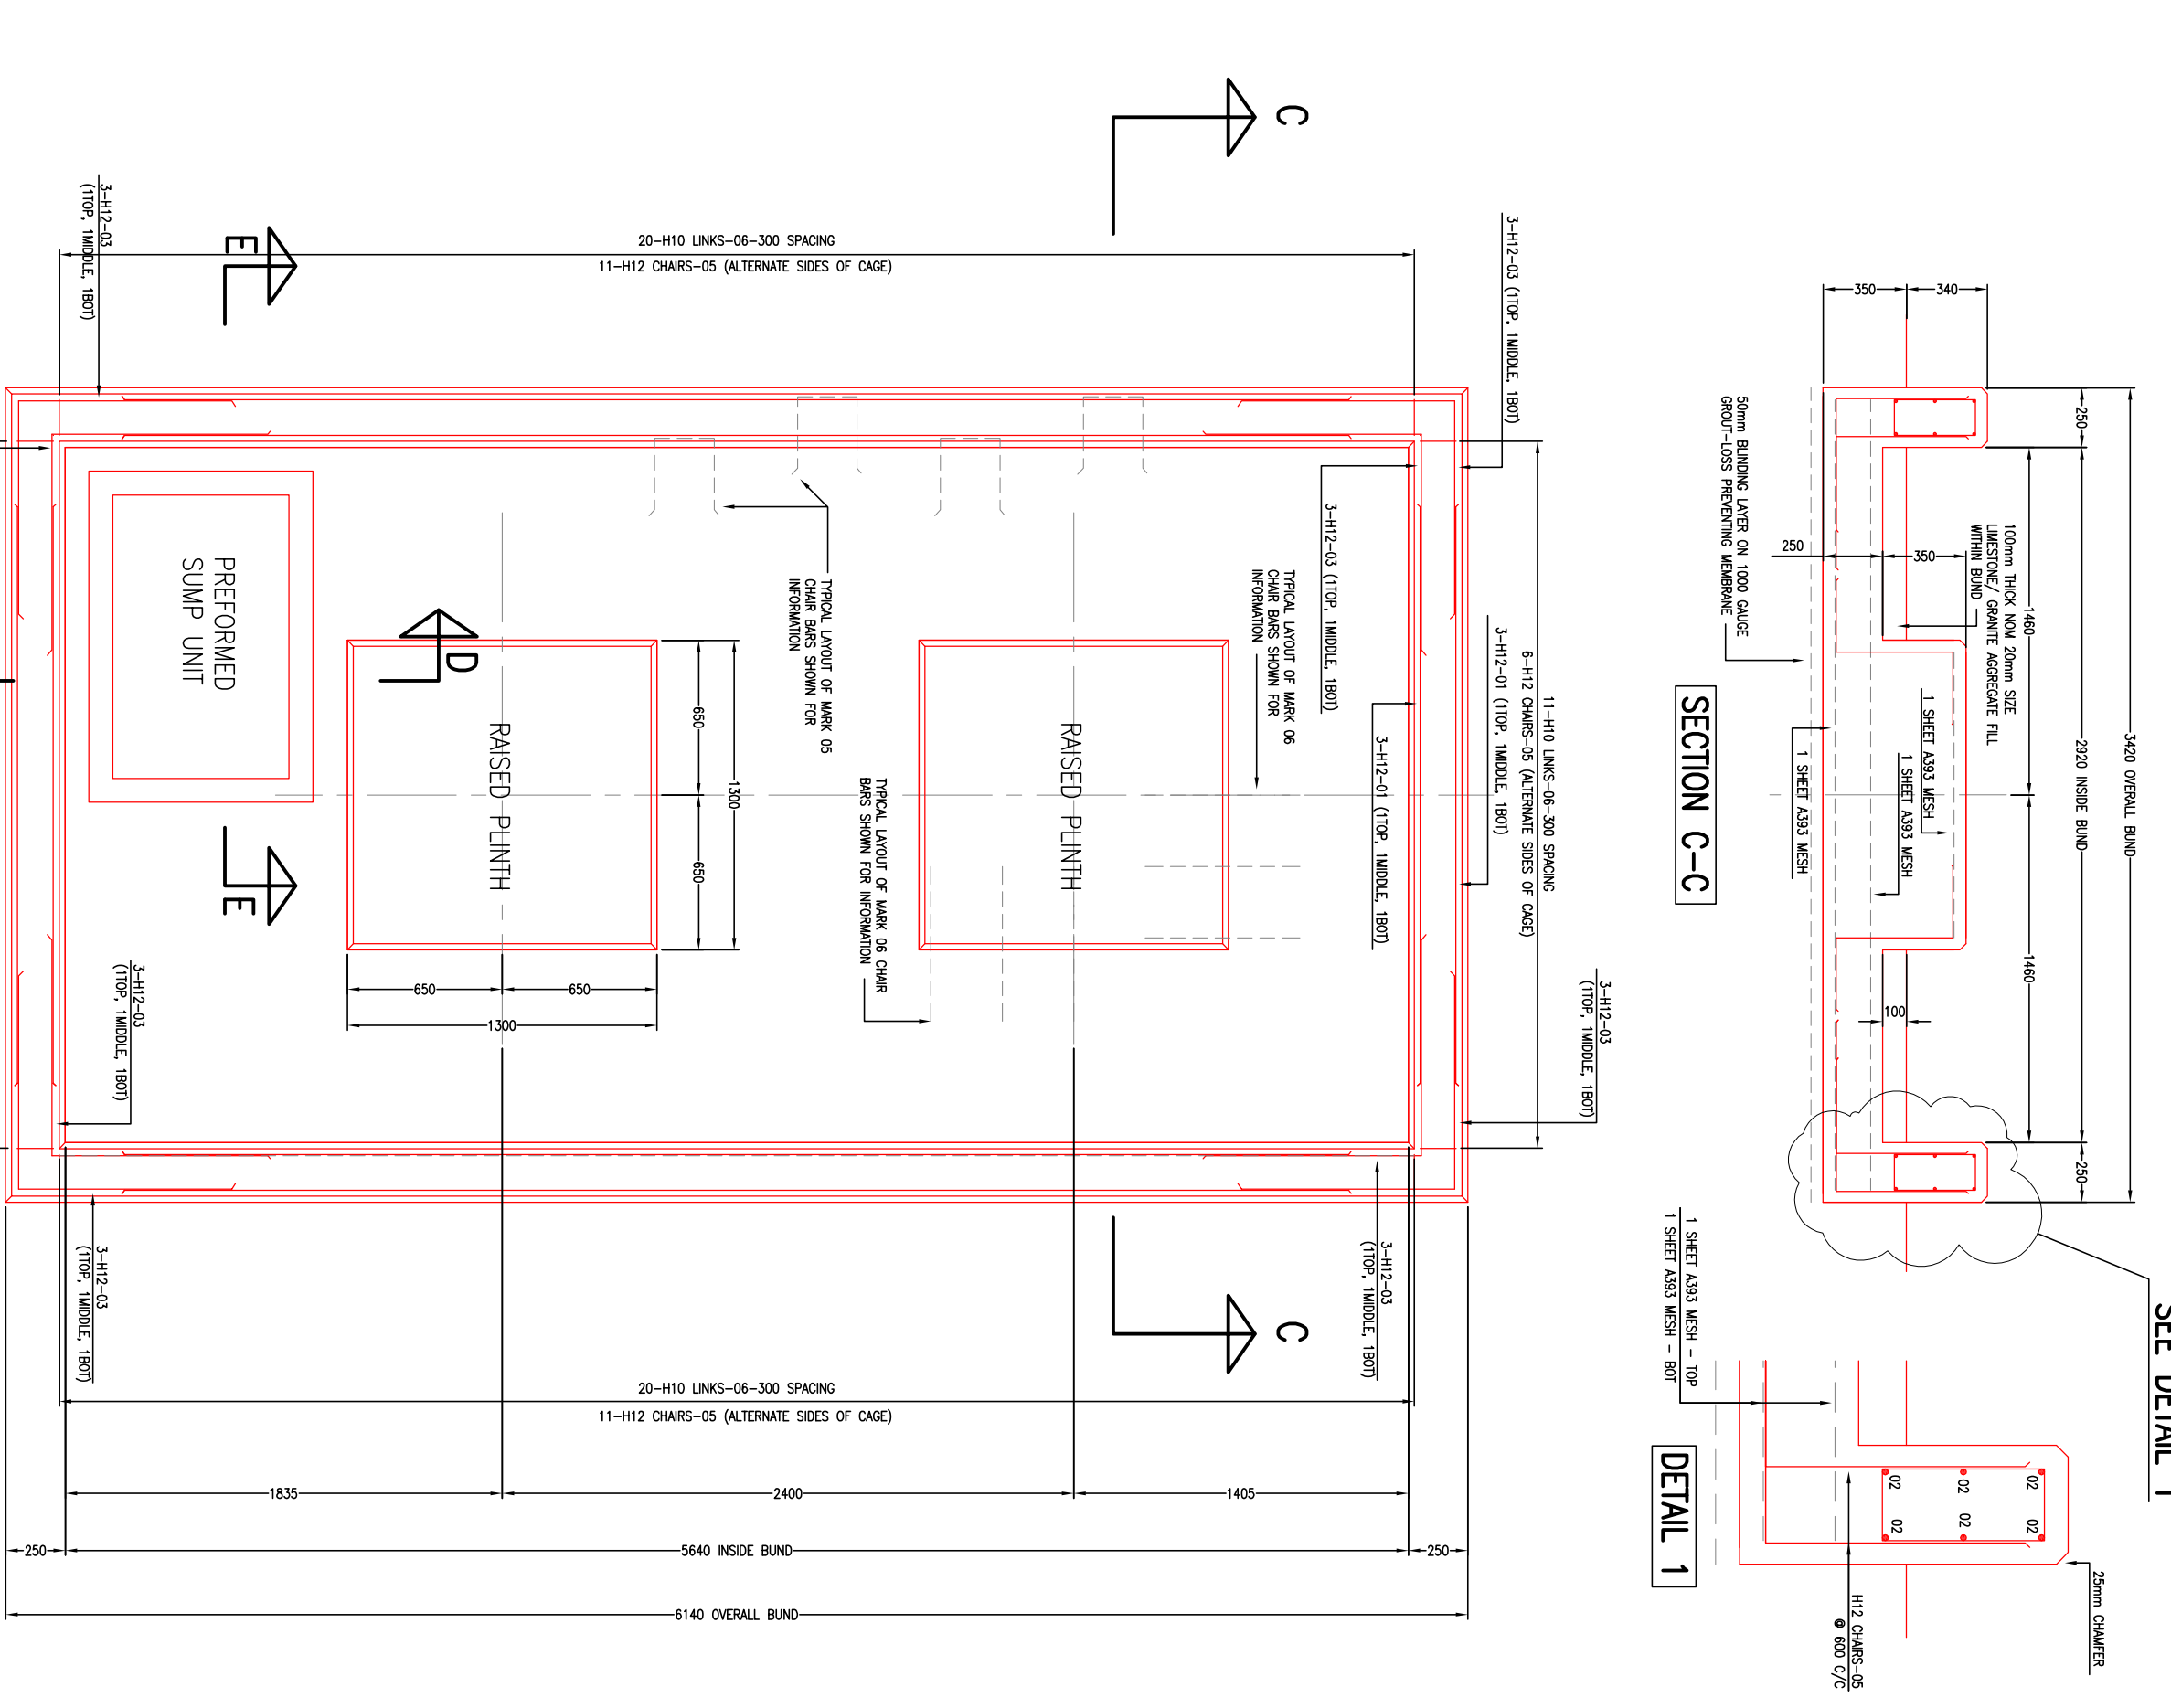 SEE DETAIL 1
3420 OVERALL BUND
250
2920 INSIDE BUND
250
1460
1460
340
350
100mm THICK NOM 20mm SIZE
LIMESTONE/ GRANITE AGGREGATE FILL
WITHIN BUND
350
250
100
1 SHEET A393 MESH
1 SHEET A393 MESH
1 SHEET A393 MESH
50mm BLINDING LAYER ON 1000 GAUGE
GROUT-LOSS PREVENTING MEMBRANE
SECTION C-C
25mm CHAMFER
02
02
02
02
02
02
H12 CHAIRS-05
@ 600 C/C
1 SHEET A393 MESH - TOP
1 SHEET A393 MESH - BOT
DETAIL 1
3-H12-03
(1TOP, 1MIDDLE, 1BOT)
11-H10 LINKS-06-300 SPACING
6-H12 CHAIRS-05 (ALTERNATE SIDES OF CAGE)
3-H12-03 (1TOP, 1MIDDLE, 1BOT)
3-H12-01 (1TOP, 1MIDDLE, 1BOT)
3-H12-01 (1TOP, 1MIDDLE, 1BOT)
3-H12-03 (1TOP, 1MIDDLE, 1BOT)
3-H12-03
(1TOP, 1MIDDLE, 1BOT)
C
C
TYPICAL LAYOUT OF MARK 06
CHAIR BARS SHOWN FOR
INFORMATION
RAISED PLINTH
TYPICAL LAYOUT OF MARK 06 CHAIR
BARS SHOWN FOR INFORMATION
TYPICAL LAYOUT OF MARK 05
CHAIR BARS SHOWN FOR
INFORMATION
20-H10 LINKS-06-300 SPACING
11-H12 CHAIRS-05 (ALTERNATE SIDES OF CAGE)
20-H10 LINKS-06-300 SPACING
11-H12 CHAIRS-05 (ALTERNATE SIDES OF CAGE)
1300
650
650
RAISED PLINTH
650
650
1300
D
E
E
PREFORMED
SUMP UNIT
3-H12-03
(1TOP, 1MIDDLE, 1BOT)
3-H12-03
(1TOP, 1MIDDLE, 1BOT)
3-H12-03
(1TOP, 1MIDDLE, 1BOT)
1835
2400
1405
250
5640 INSIDE BUND
250
6140 OVERALL BUND